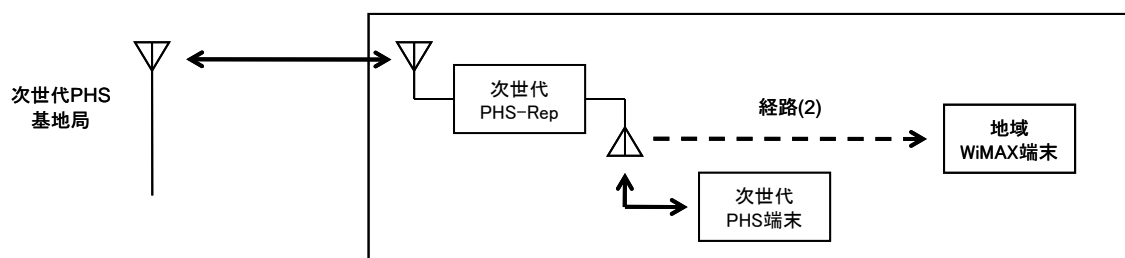 次世代PHS
基地局
次世代
PHS-Rep
経路(2)
地域
WiMAX端末
次世代
PHS端末